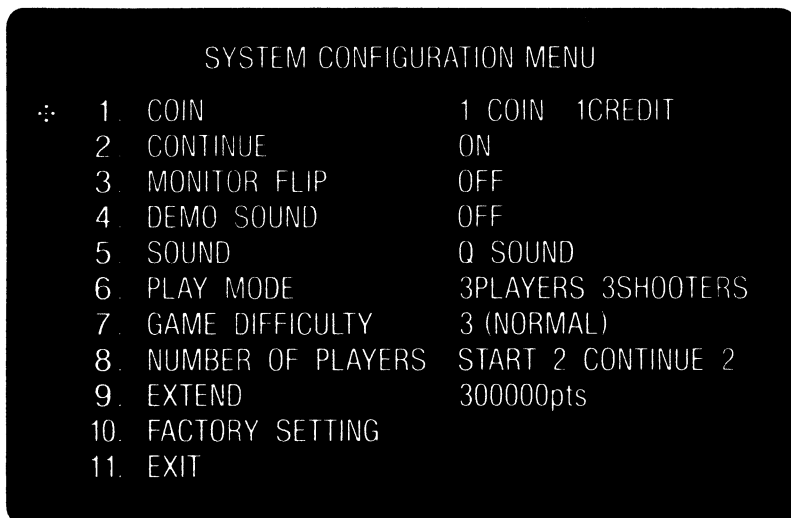 SYSTEM CONFIGURATION MENU
1. COIN 1 COIN 1CREDIT
2. CONTINUE ON
3. MONITOR FLIP OFF
4. DEMO SOUND OFF
5. SOUND Q SOUND
6. PLAY MODE 3PLAYERS 3SHOOTERS
7. GAME DIFFICULTY 3 (NORMAL)
8. NUMBER OF PLAYERS START 2 CONTINUE 2
9. EXTEND 300000pts
10. FACTORY SETTING
11. EXIT